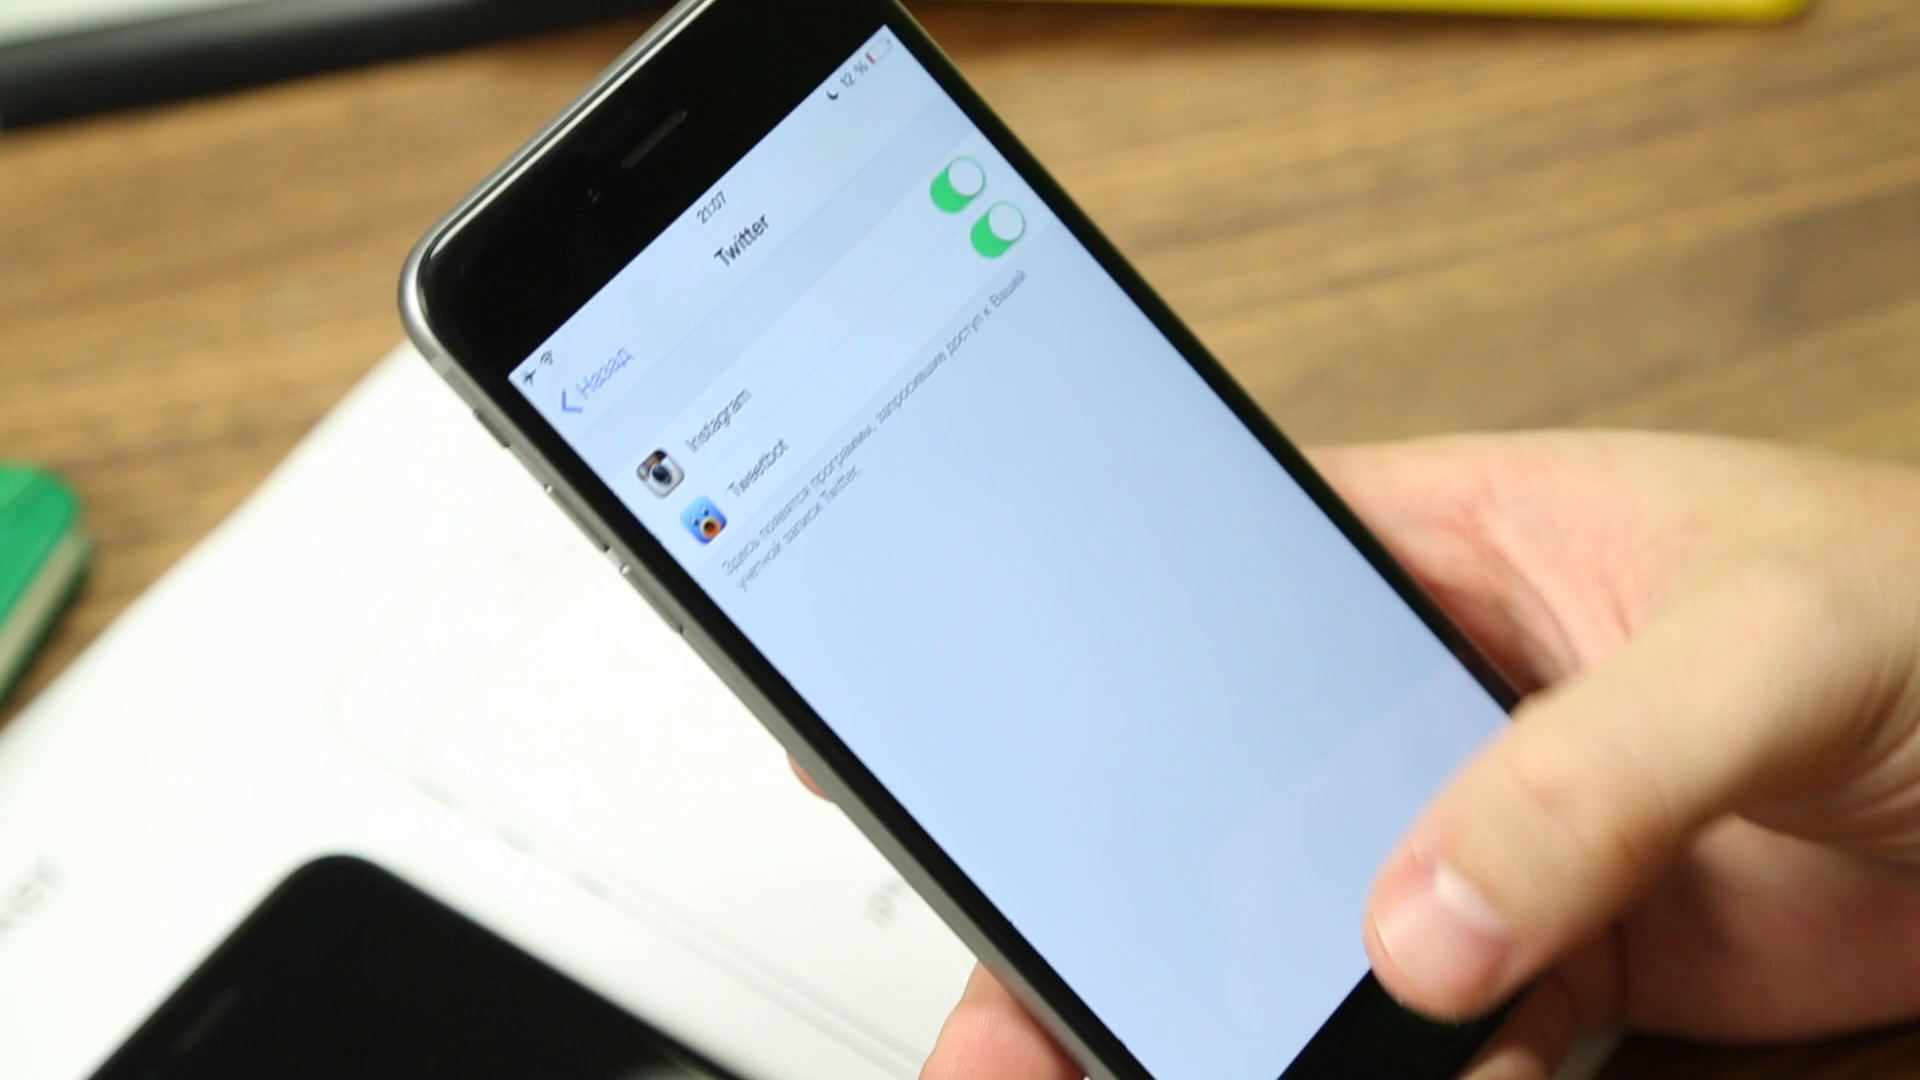 21:07
12 %
Назад
Twitter
Instagram
Tweetbot
Здесь появятся программы, запросившие доступ к Вашей
учетной записи Twitter.